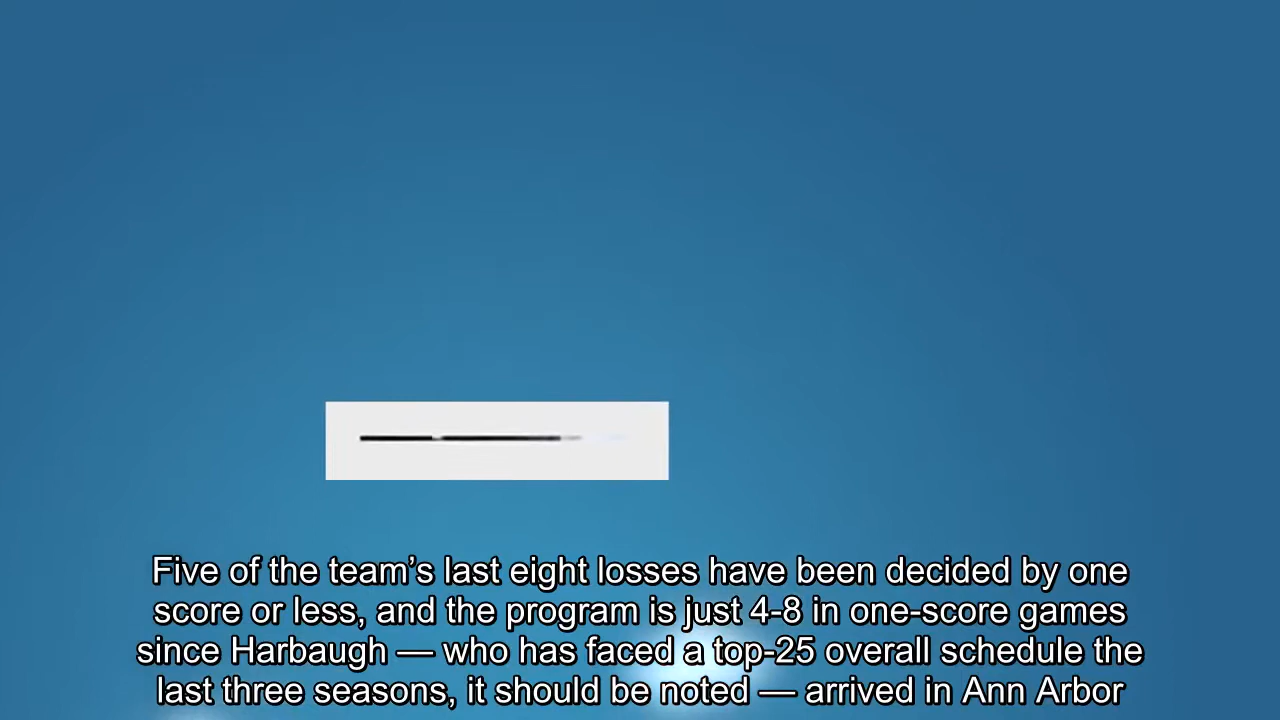 Five of the team’s last eight losses have been decided by one
score or less, and the program is just 4-8 in one-score games
since Harbaugh — who has faced a top-25 overall schedule the
last three seasons, it should be noted — arrived in Ann Arbor